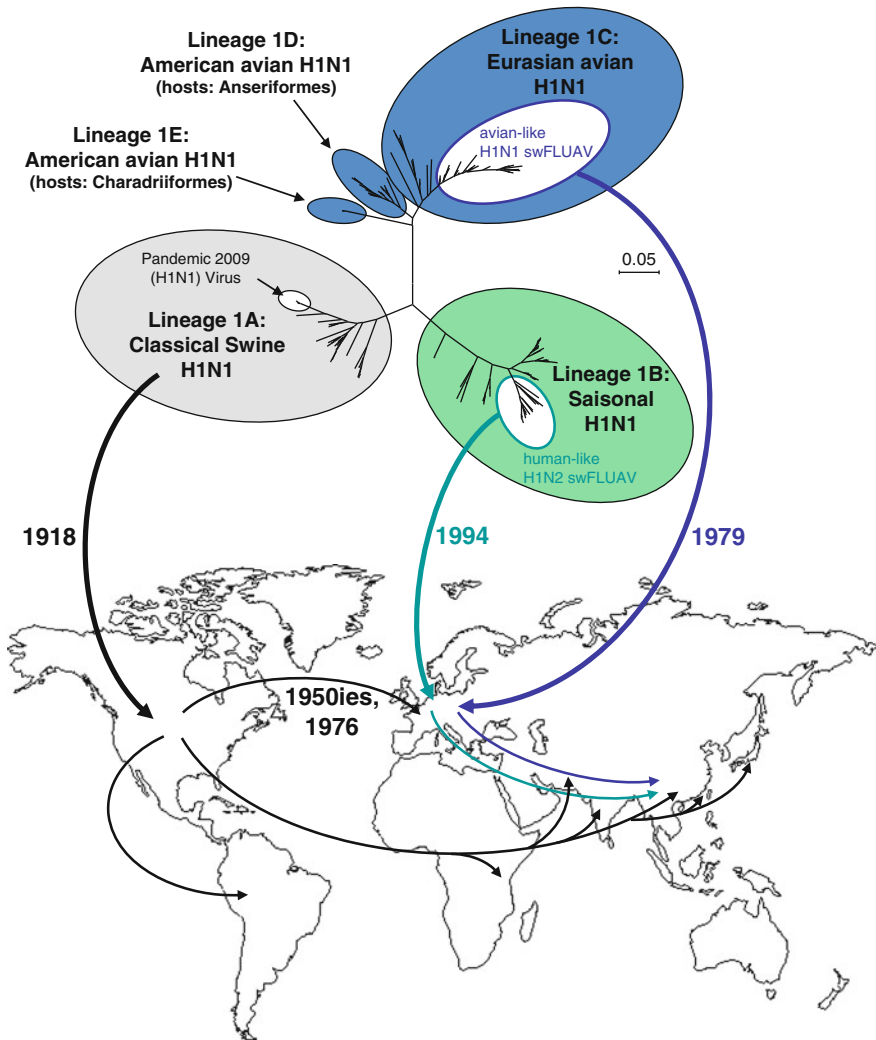 Lineage 1D:
American avian H1N1
(hosts: Anseriformes)
Lineage 1C:
Eurasian avian
H1N1
avian-like
H1N1 swFLUAV
Lineage 1E:
American avian H1N1
(hosts: Charadriiformes)
0.05
Pandemic 2009
(H1N1) Virus
Lineage 1A:
Classical Swine
H1N1
Lineage 1B:
Saisonal
H1N1
human-like
H1N2 swFLUAV
1918
1994
1979
1950ies,
1976